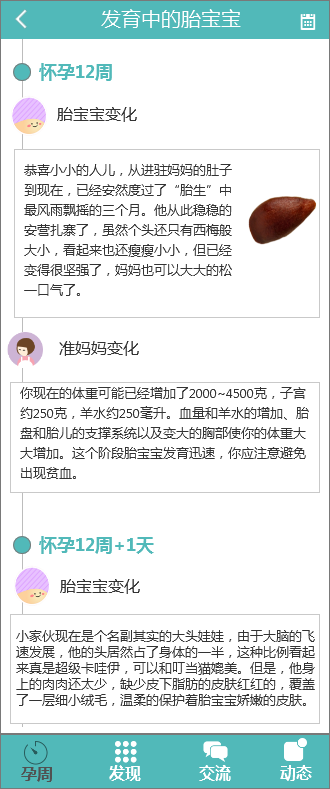 发育中的胎宝宝
怀孕12周
胎宝宝变化
恭喜小小的人儿，从进驻妈妈的肚子
到现在，已经安然度过了“胎生”中
最风雨飘摇的三个月。他从此稳稳的
安营扎寨了，虽然个头还只有西梅般
大小，看起来也还瘦瘦小小，但已经
变得很坚强了，妈妈也可以大大的松
一口气了。
准妈妈变化
你现在的体重可能已经增加了2000~4500克，子宫
约250克，羊水约250毫升。血量和羊水的增加、胎
盘和胎儿的支撑系统以及变大的胸部使你的体重大
大增加。这个阶段胎宝宝发育迅速，你应注意避免
出现贫血。
怀孕12周+1天
胎宝宝变化
小家伙现在是个名副其实的大头娃娃，由于大脑的飞
速发展，他的头居然占了身体的一半，这种比例看起
来真是超级卡哇伊，可以和叮当猫媲美。但是，他身
上的肉肉还太少，缺少皮下脂肪的皮肤红红的，覆盖
了一层细小绒毛，温柔的保护着胎宝宝娇嫩的皮肤。
孕周 发现 交流 动态